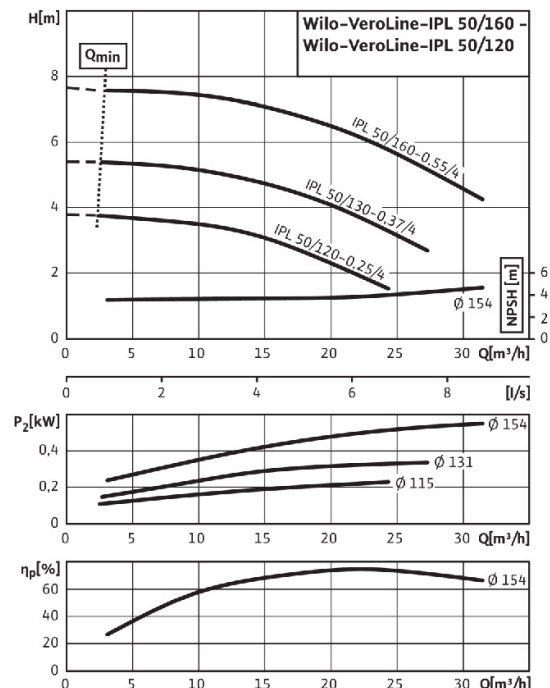 H[m]
Wilo-VeroLine-IPL 50/160 -
Wilo-VeroLine-IPL 50/120
Qmin
8
6
4
2
0
IPL 50/160-0.55/4
IPL 50/130-0.37/4
IPL 50/120-0.25/4
Ø 154
NPSH [m]
6
4
2
0
0 5 10 15 20 25 30 Q[m³/h]
0 2 4 6 8 [l/s]
P₂[kW]
0,4
0,2
0
Ø 154
Ø 131
Ø 115
0 5 10 15 20 25 30 Q[m³/h]
ηp[%]
60
40
20
0
Ø 154
0 5 10 15 20 25 30 Q[m³/h]